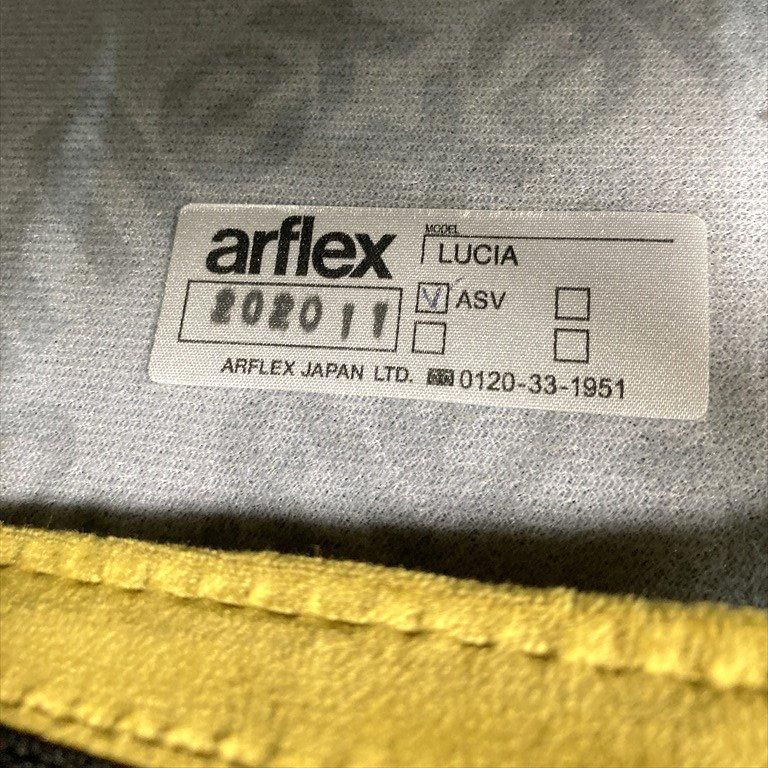 arflex
MODEL
LUCIA
ASV
202011
ARFLEX JAPAN LTD. 0120-33-1951